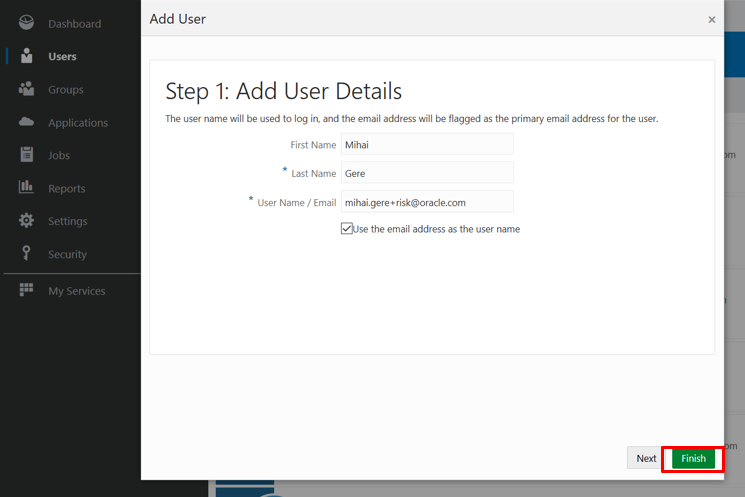 Dashboard
Users
Groups
Applications
Jobs
Reports
Settings
Security
My Services
Add User
×
Step 1: Add User Details
The user name will be used to log in, and the email address will be flagged as the primary email address for the user.
First Name Mihai
* Last Name Gere
* User Name / Email mihai.gere+risk@oracle.com
Use the email address as the user name
Next Finish
om
om